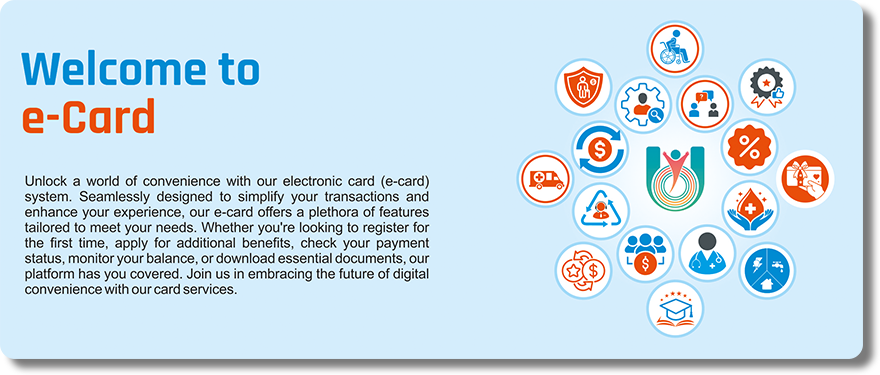 Welcome to
e-Card
Unlock a world of convenience with our electronic card (e-card)
system. Seamlessly designed to simplify your transactions and
enhance your experience, our e-card offers a plethora of features
tailored to meet your needs. Whether you're looking to register for
the first time, apply for additional benefits, check your payment
status, monitor your balance, or download essential documents, our
platform has you covered. Join us in embracing the future of digital
convenience with our card services.